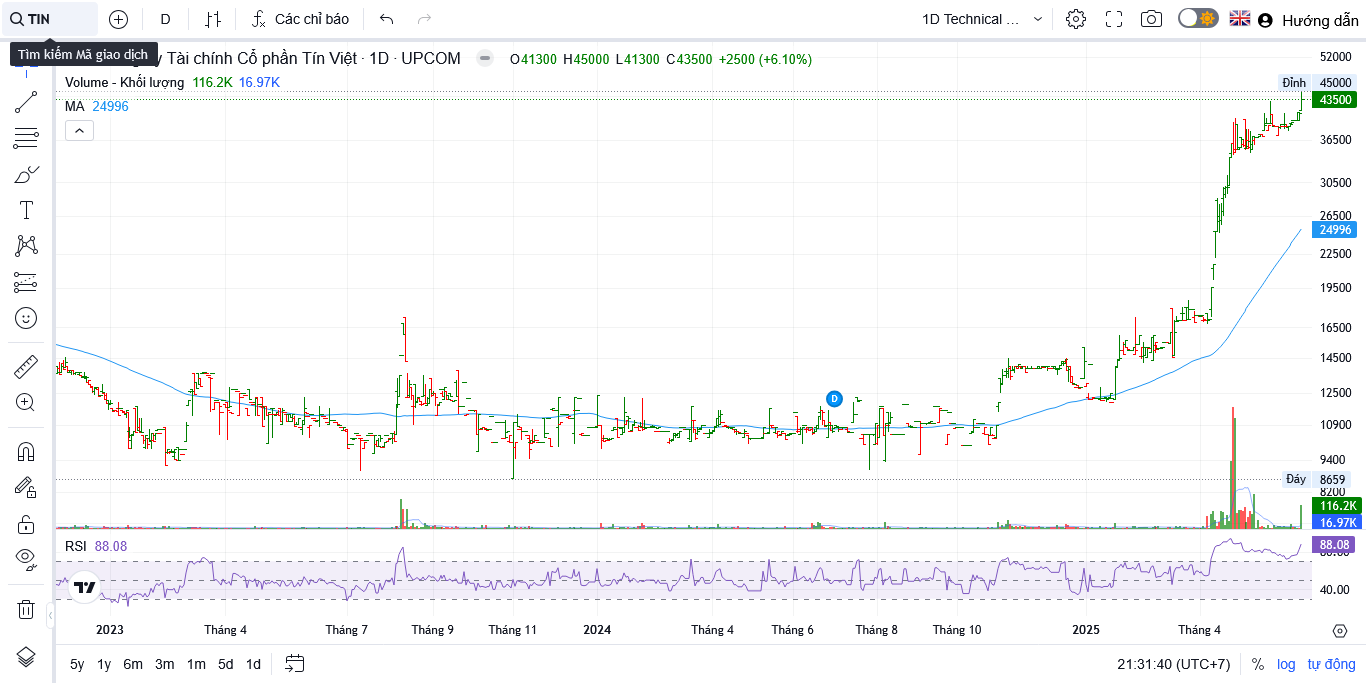 TIN
D
Các chỉ báo
1D Technical ...
Hướng dẫn
Tìm kiếm Mã giao dịch
Tài chính Cổ phần Tín Việt · 1D · UPCOM
O41300 H45000 L41300 C43500 +2500 (+6.10%)
Volume - Khối lượng 116.2K 16.97K
MA 24996
52000
Đỉnh 45000
43500
36500
30500
26500
24996
22500
19500
16500
14500
12500
D
10900
9400
Đáy 8659
8200
116.2K
16.97K
RSI 88.08
88.08
80.00
40.00
2023 Tháng 4 Tháng 7 Tháng 9 Tháng 11 2024 Tháng 4 Tháng 6 Tháng 8 Tháng 10 2025 Tháng 4
5y 1y 6m 3m 1m 5d 1d
21:31:40 (UTC+7) % log tự động